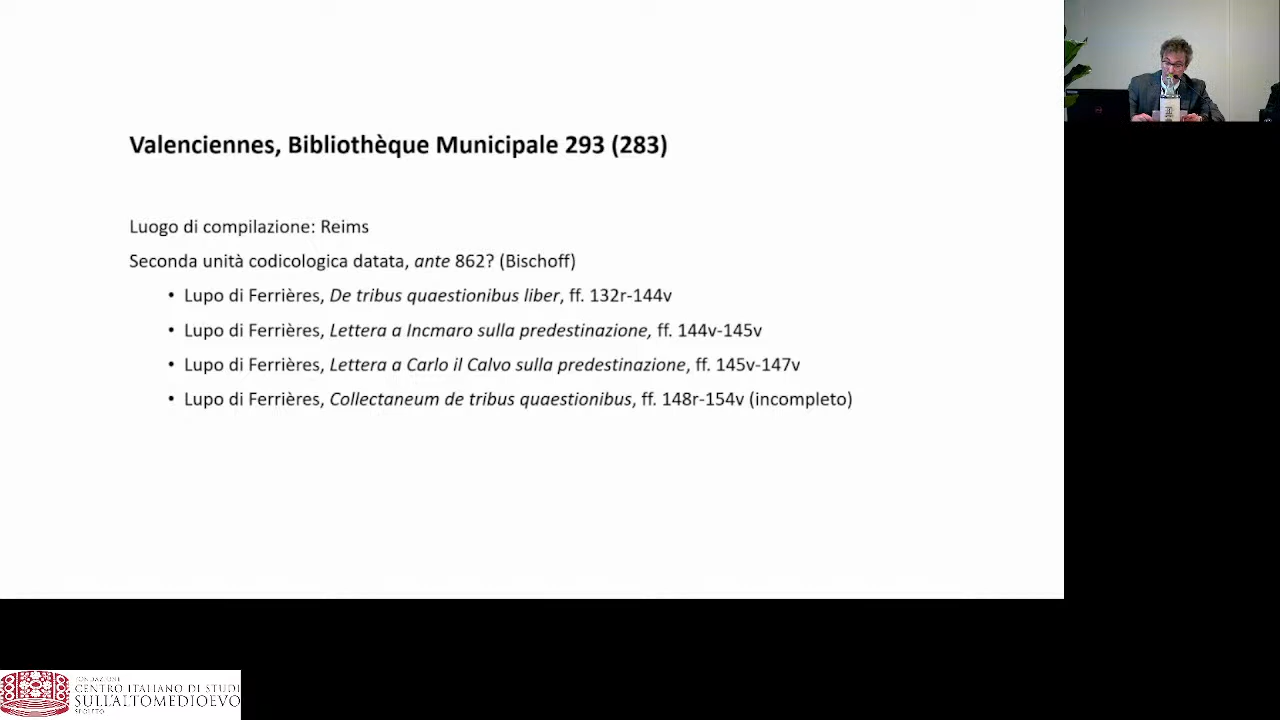 Valenciennes, Bibliothèque Municipale 293 (283)
Luogo di compilazione: Reims
Seconda unità codicologica datata, ante 862? (Bischoff)
• Lupo di Ferrières, De tribus quaestionibus liber, ff. 132r-144v
• Lupo di Ferrières, Lettera a Incmaro sulla predestinazione, ff. 144v-145v
• Lupo di Ferrières, Lettera a Carlo il Calvo sulla predestinazione, ff. 145v-147v
• Lupo di Ferrières, Collectaneum de tribus quaestionibus, ff. 148r-154v (incompleto)
FONDAZIONE
CENTRO ITALIANO DI STUDI
SULL'ALTOMEDIOEVO
SPOLETO